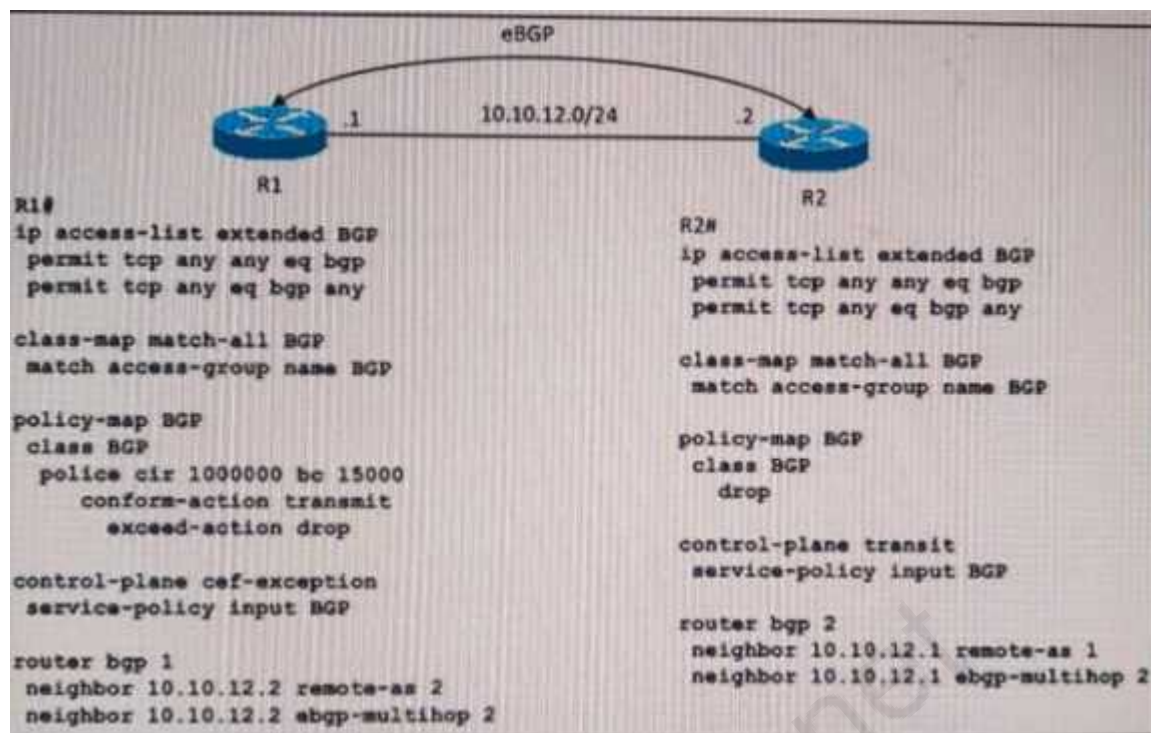 eBGP
.1
10.10.12.0/24
.2
R1
R2
R1#
ip access-list extended BGP
permit tcp any any eq bgp
permit tcp any eq bgp any
class-map match-all BGP
match access-group name BGP
policy-map BGP
class BGP
police cir 1000000 bc 15000
conform-action transmit
exceed-action drop
control-plane cef-exception
service-policy input BGP
router bgp 1
neighbor 10.10.12.2 remote-as 2
neighbor 10.10.12.2 ebgp-multihop 2
R2#
ip access-list extended BGP
permit tcp any any eq bgp
permit tcp any eq bgp any
class-map match-all BGP
match access-group name BGP
policy-map BGP
class BGP
drop
control-plane transit
service-policy input BGP
router bgp 2
neighbor 10.10.12.1 remote-as 1
neighbor 10.10.12.1 ebgp-multihop 2